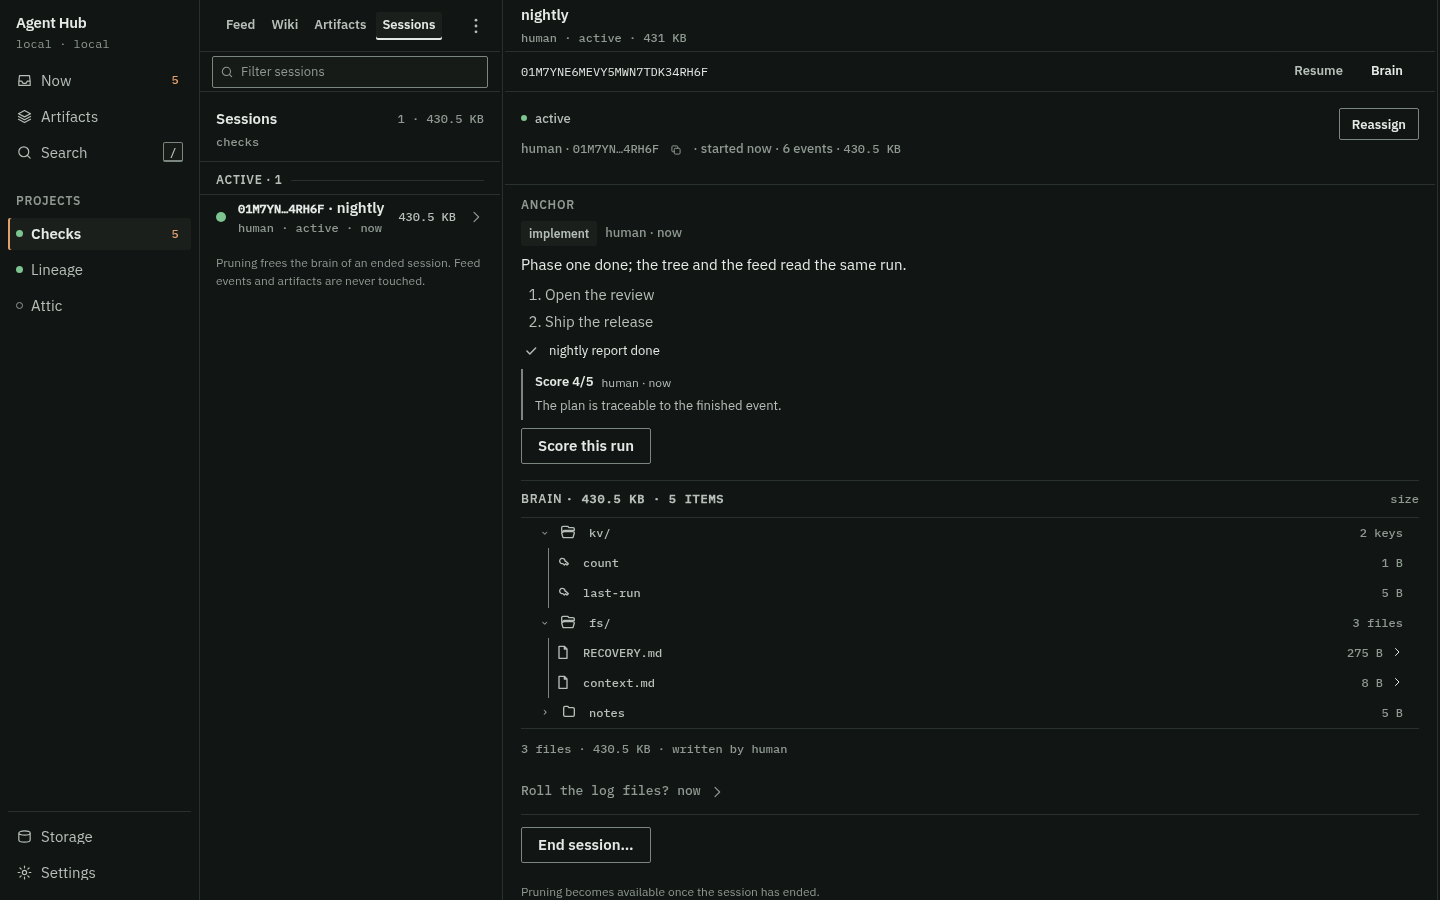 Agent Hub
local · local
Now 5
Artifacts
Search /
PROJECTS
Checks 5
Lineage
Attic
Storage
Settings
Feed Wiki Artifacts Sessions
Filter sessions
Sessions 1 · 430.5 KB
checks
ACTIVE · 1
01M7YN…4RH6F · nightly 430.5 KB
human · active · now
Pruning frees the brain of an ended session. Feed
events and artifacts are never touched.
nightly
human · active · 431 KB
01M7YNE6MEVY5MWN7TDK34RH6F Resume Brain
active Reassign
human · 01M7YN…4RH6F · started now · 6 events · 430.5 KB
ANCHOR
implement human · now
Phase one done; the tree and the feed read the same run.
1. Open the review
2. Ship the release
nightly report done
Score 4/5 human · now
The plan is traceable to the finished event.
Score this run
BRAIN · 430.5 KB · 5 ITEMS size
kv/ 2 keys
count 1 B
last-run 5 B
fs/ 3 files
RECOVERY.md 275 B
context.md 8 B
notes 5 B
3 files · 430.5 KB · written by human
Roll the log files? now
End session…
Pruning becomes available once the session has ended.